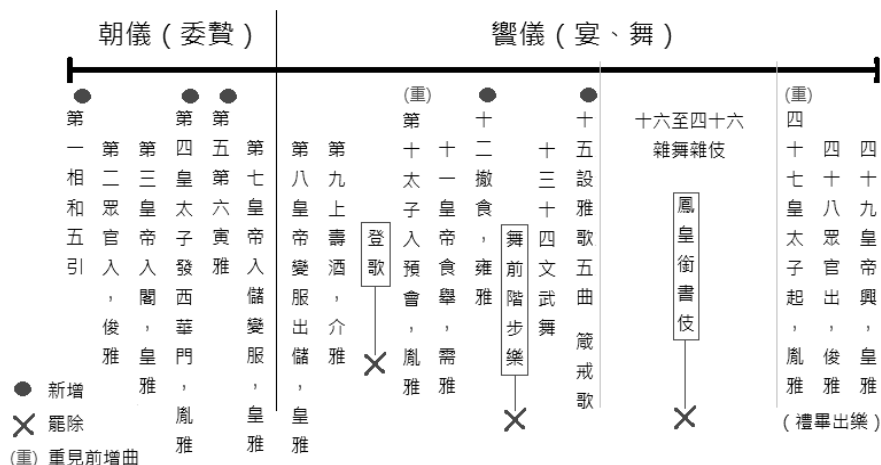 朝儀（委贄）
饗儀（宴、舞）
第一相和五引
第二眾官入，俊雅
第三皇帝入閣，皇雅
第四皇太子發西華門，胤雅
第五第六寅雅
第七皇帝入儲變服，皇雅
第八皇帝變服出儲，皇雅
第九上壽酒，介雅
登歌
(重)
第十太子入預會，胤雅
十一皇帝食舉，需雅
十二撤食，雍雅
舞前階步樂
十三十四文武舞
十五設雅歌五曲 箴戒歌
十六至四十六
雜舞雜伎
鳳皇銜書伎
(重)
四十七皇太子起，胤雅
四十八眾官出，俊雅
四十九皇帝興，皇雅
（禮畢出樂）
新增
罷除
(重) 重見前增曲